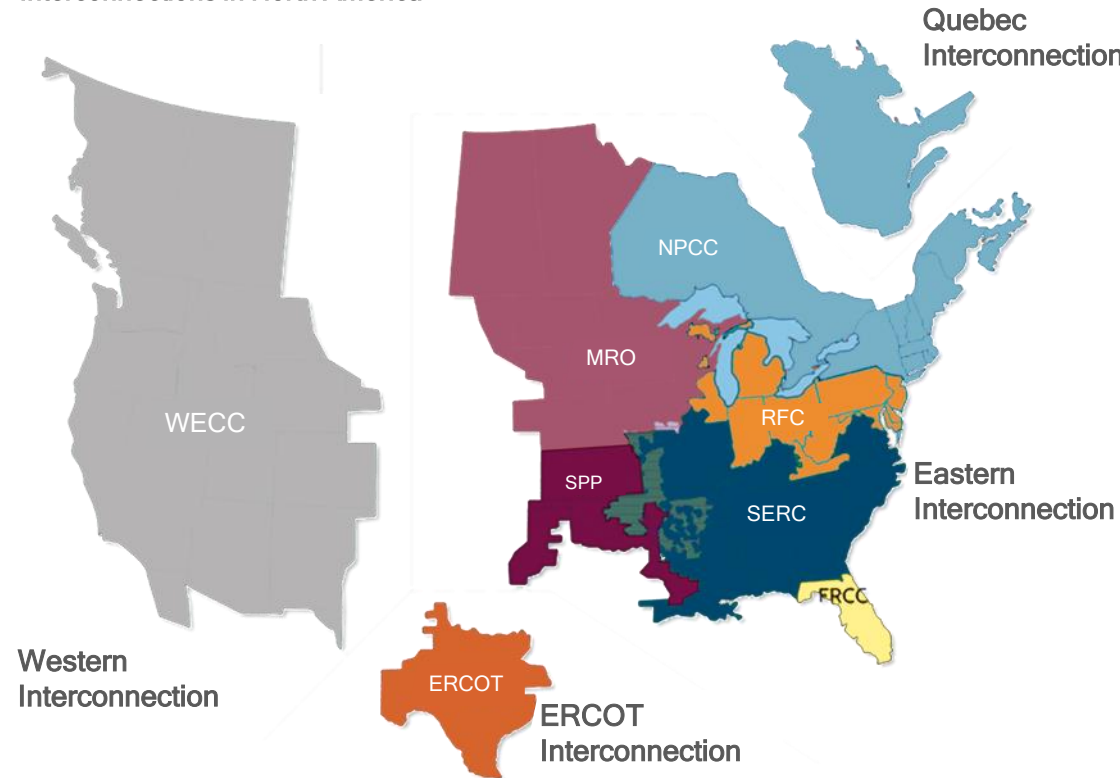 Quebec
Interconnection
NPCC
MRO
RFC
WECC
SPP
SERC
Eastern
Interconnection
FRCC
Western
Interconnection
ERCOT
ERCOT
Interconnection